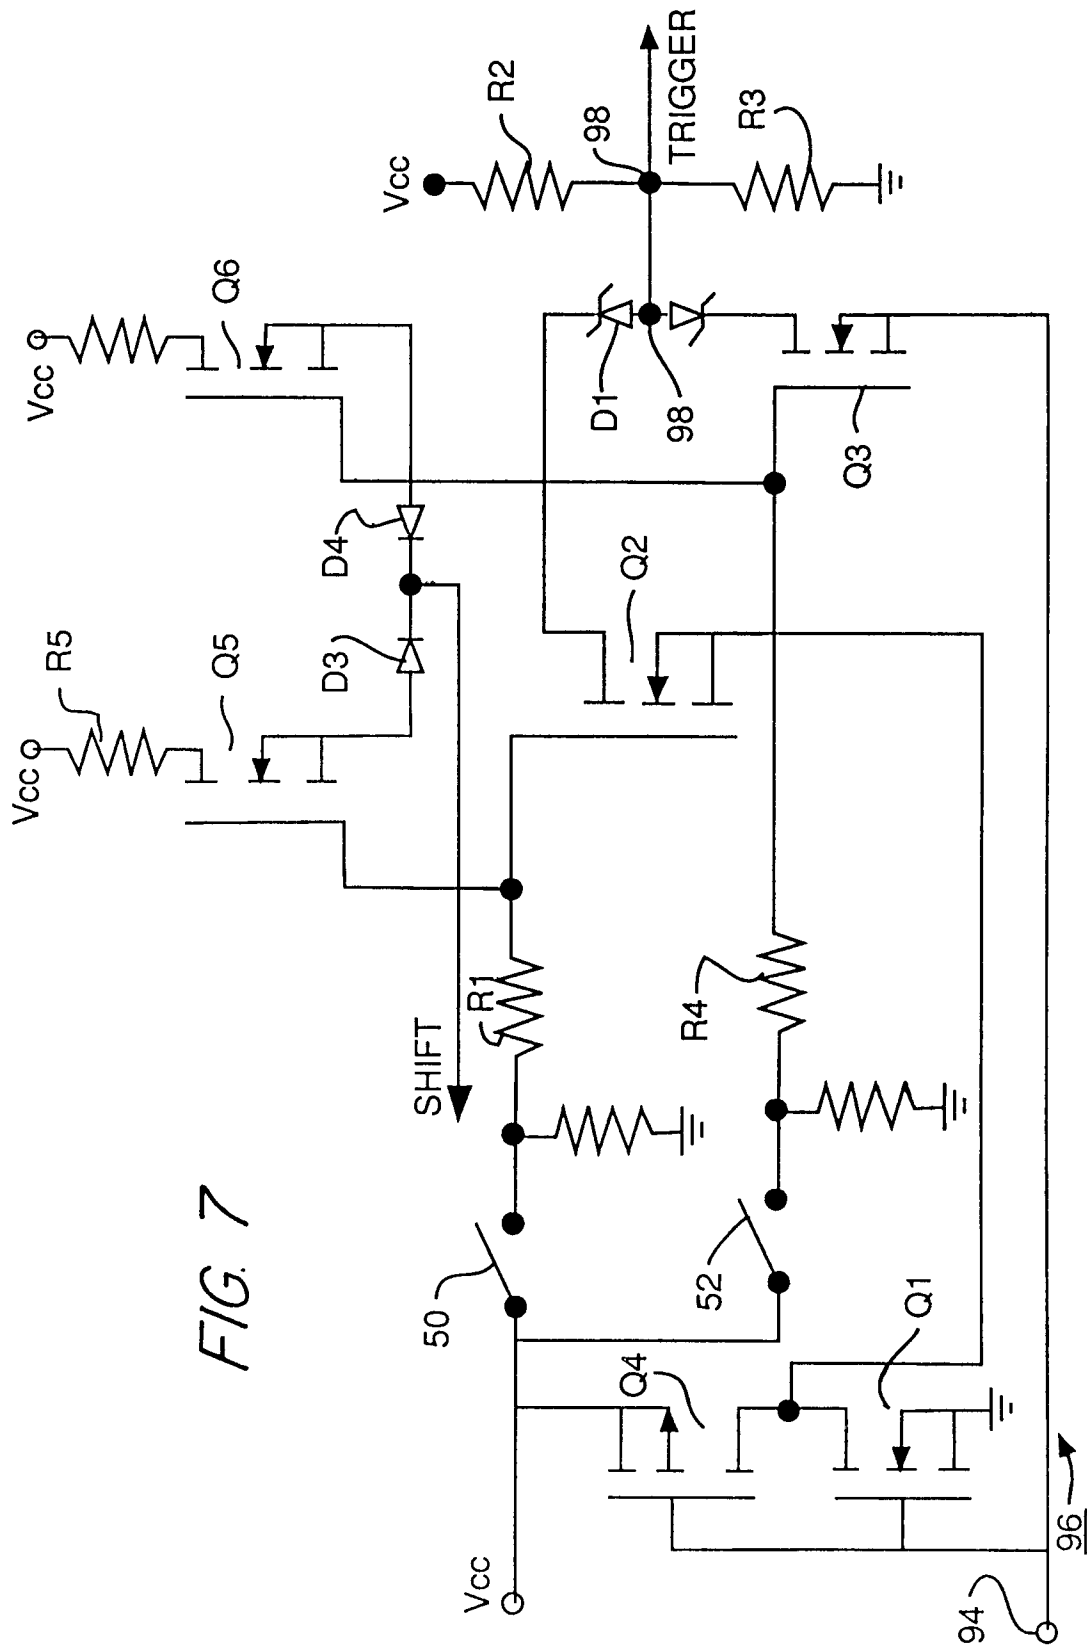 FIG. 7
Vcc
R5
Q5
Vcc
Q6
D3
D4
Vcc
R2
98
TRIGGER
R3
D1
98
Q2
Q3
SHIFT
R1
R4
50
52
Vcc
Q4
Q1
94
96